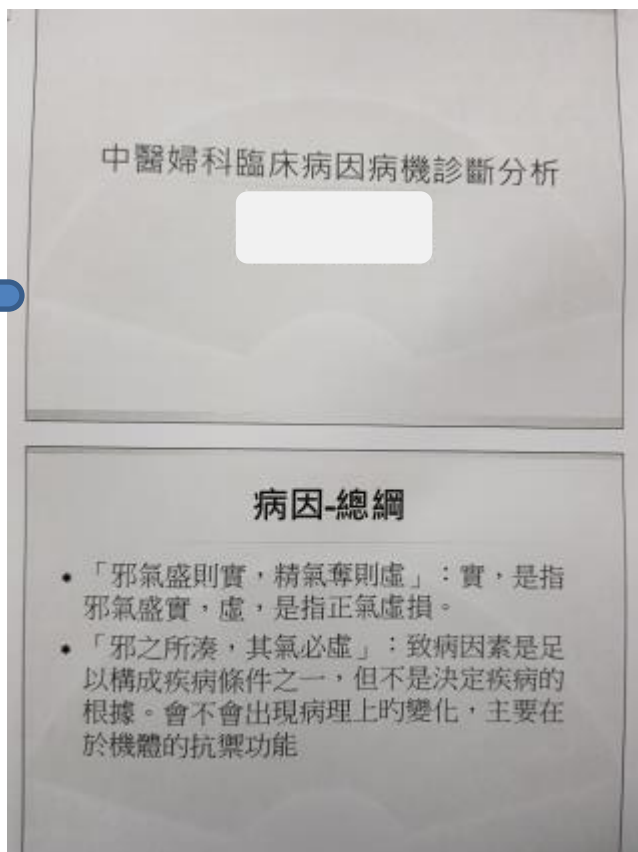 中醫婦科臨床病因病機診斷分析
病因-總綱
• 「邪氣盛則實，精氣奪則虛」：實，是指
邪氣盛實，虛，是指正氣虛損。
• 「邪之所湊，其氣必虛」：致病因素是足
以構成疾病條件之一，但不是決定疾病的
根據。會不會出現病理上旳變化，主要在
於機體的抗禦功能